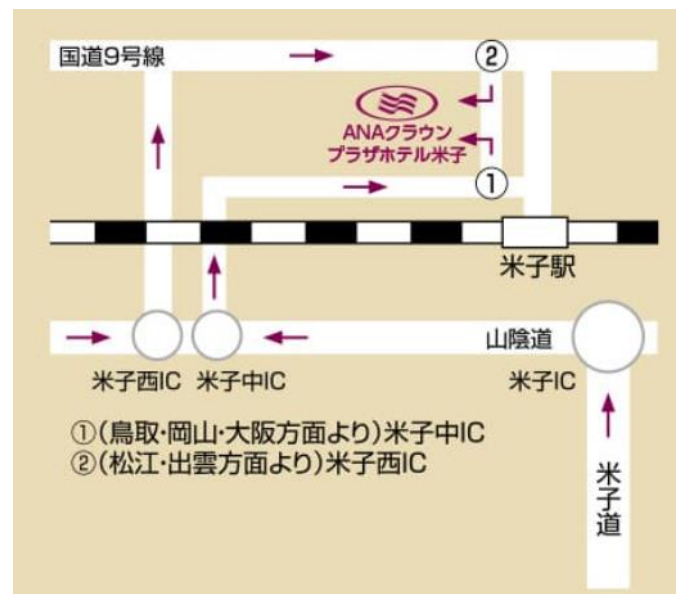 国道9号線
②
ANAクラウン
プラザホテル米子
①
米子駅
山陰道
米子西IC
米子中IC
米子IC
①(鳥取・岡山・大阪方面より)米子中IC
②(松江・出雲方面より)米子西IC
米子道